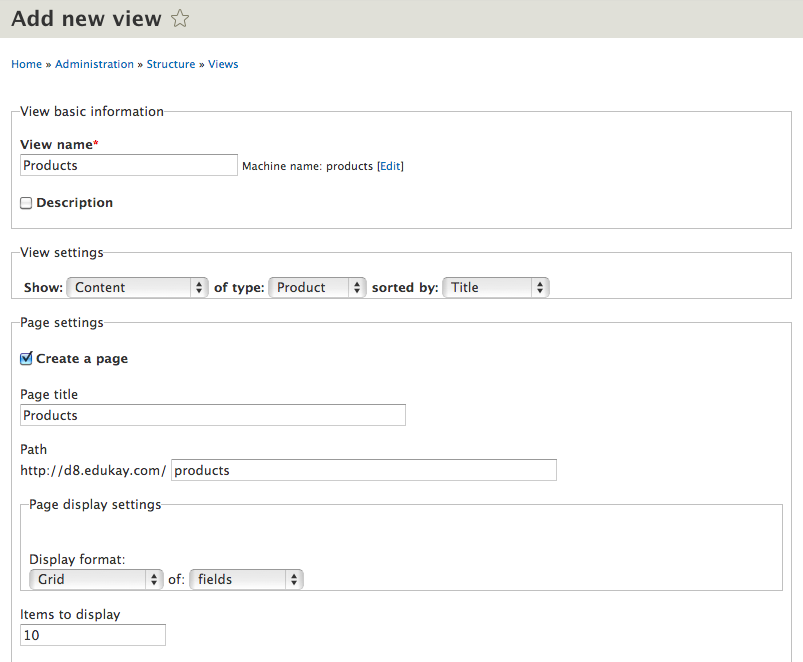 Add new view
Home » Administration » Structure » Views
View basic information
View name*
Products Machine name: products [Edit]
Description
View settings
Show: Content of type: Product sorted by: Title
Page settings
Create a page
Page title
Products
Path
http://d8.edukay.com/ products
Page display settings
Display format:
Grid of: fields
Items to display
10